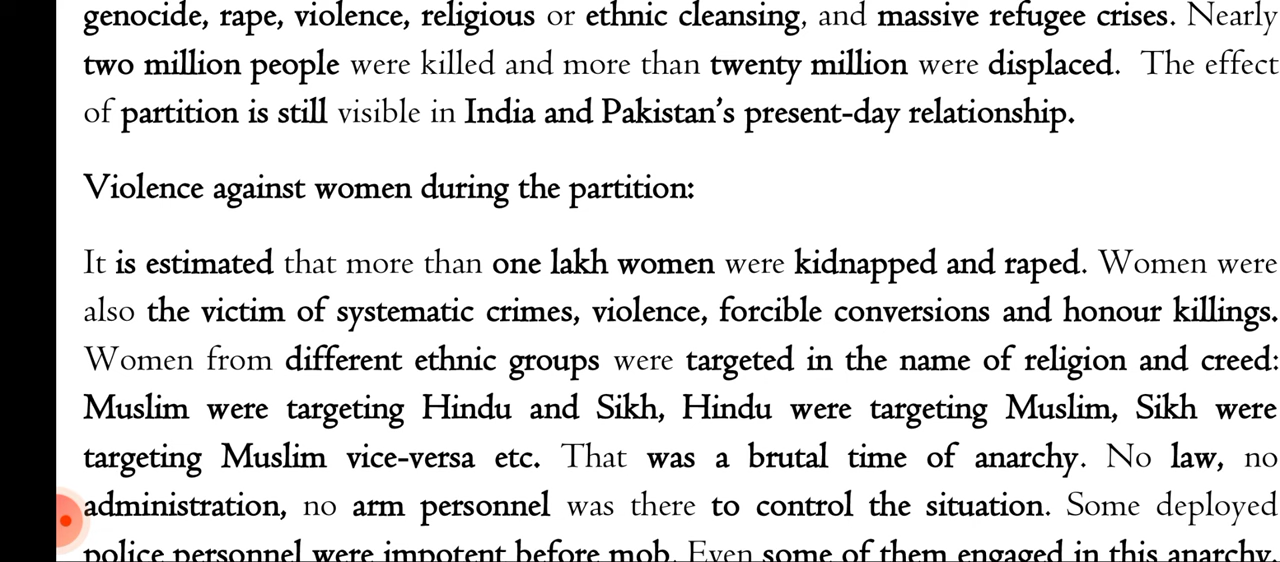 genocide, rape, violence, religious or ethnic cleansing, and massive refugee crises. Nearly
two million people were killed and more than twenty million were displaced. The effect
of partition is still visible in India and Pakistan's present-day relationship.
Violence against women during the partition:
It is estimated that more than one lakh women were kidnapped and raped. Women were
also the victim of systematic crimes, violence, forcible conversions and honour killings.
Women from different ethnic groups were targeted in the name of religion and creed:
Muslim were targeting Hindu and Sikh, Hindu were targeting Muslim, Sikh were
targeting Muslim vice-versa etc. That was a brutal time of anarchy. No law, no
administration, no arm personnel was there to control the situation. Some deployed
police personnel were impotent before mob. Even some of them engaged in this anarchy.